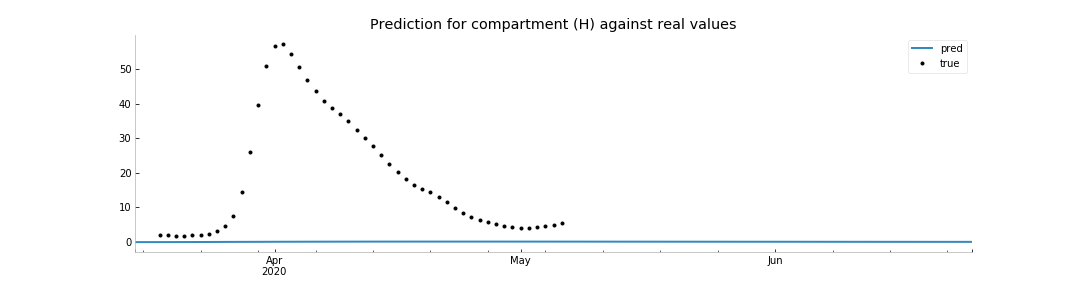 Prediction for compartment (H) against real values
pred
true
50
40
30
20
10
0
Apr
2020
May
Jun